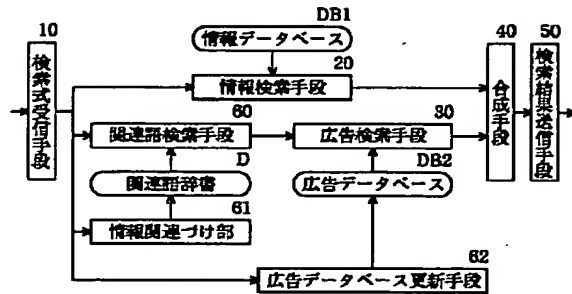 DB1
情報データベース
10
検索式受信手段
20
情報検索手段
40
合成手段
50
検索結果送信手段
60
関連語検索手段
30
広告検索手段
D
関連語辞書
DB2
広告データベース
61
情報関連づけ部
62
広告データベース更新手段